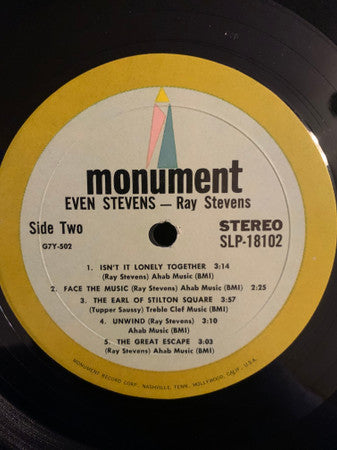 monument
EVEN STEVENS — Ray Stevens
Side Two
STEREO
G7Y-502
SLP-18102
1. ISN'T IT LONELY TOGETHER 3:14
(Ray Stevens) Ahab Music (BMI)
2. FACE THE MUSIC (Ray Stevens) Ahab Music (BMI) 2:25
3. THE EARL OF STILTON SQUARE 3:57
(Tupper Saussy) Treble Clef Music (BMI)
4. UNWIND (Ray Stevens) 3:10
Ahab Music (BMI)
5. THE GREAT ESCAPE 3:03
(Ray Stevens) Ahab Music (BMI)
MONUMENT RECORD CORP. NASHVILLE, TENN. HOLLYWOOD, CALIF. U.S.A.